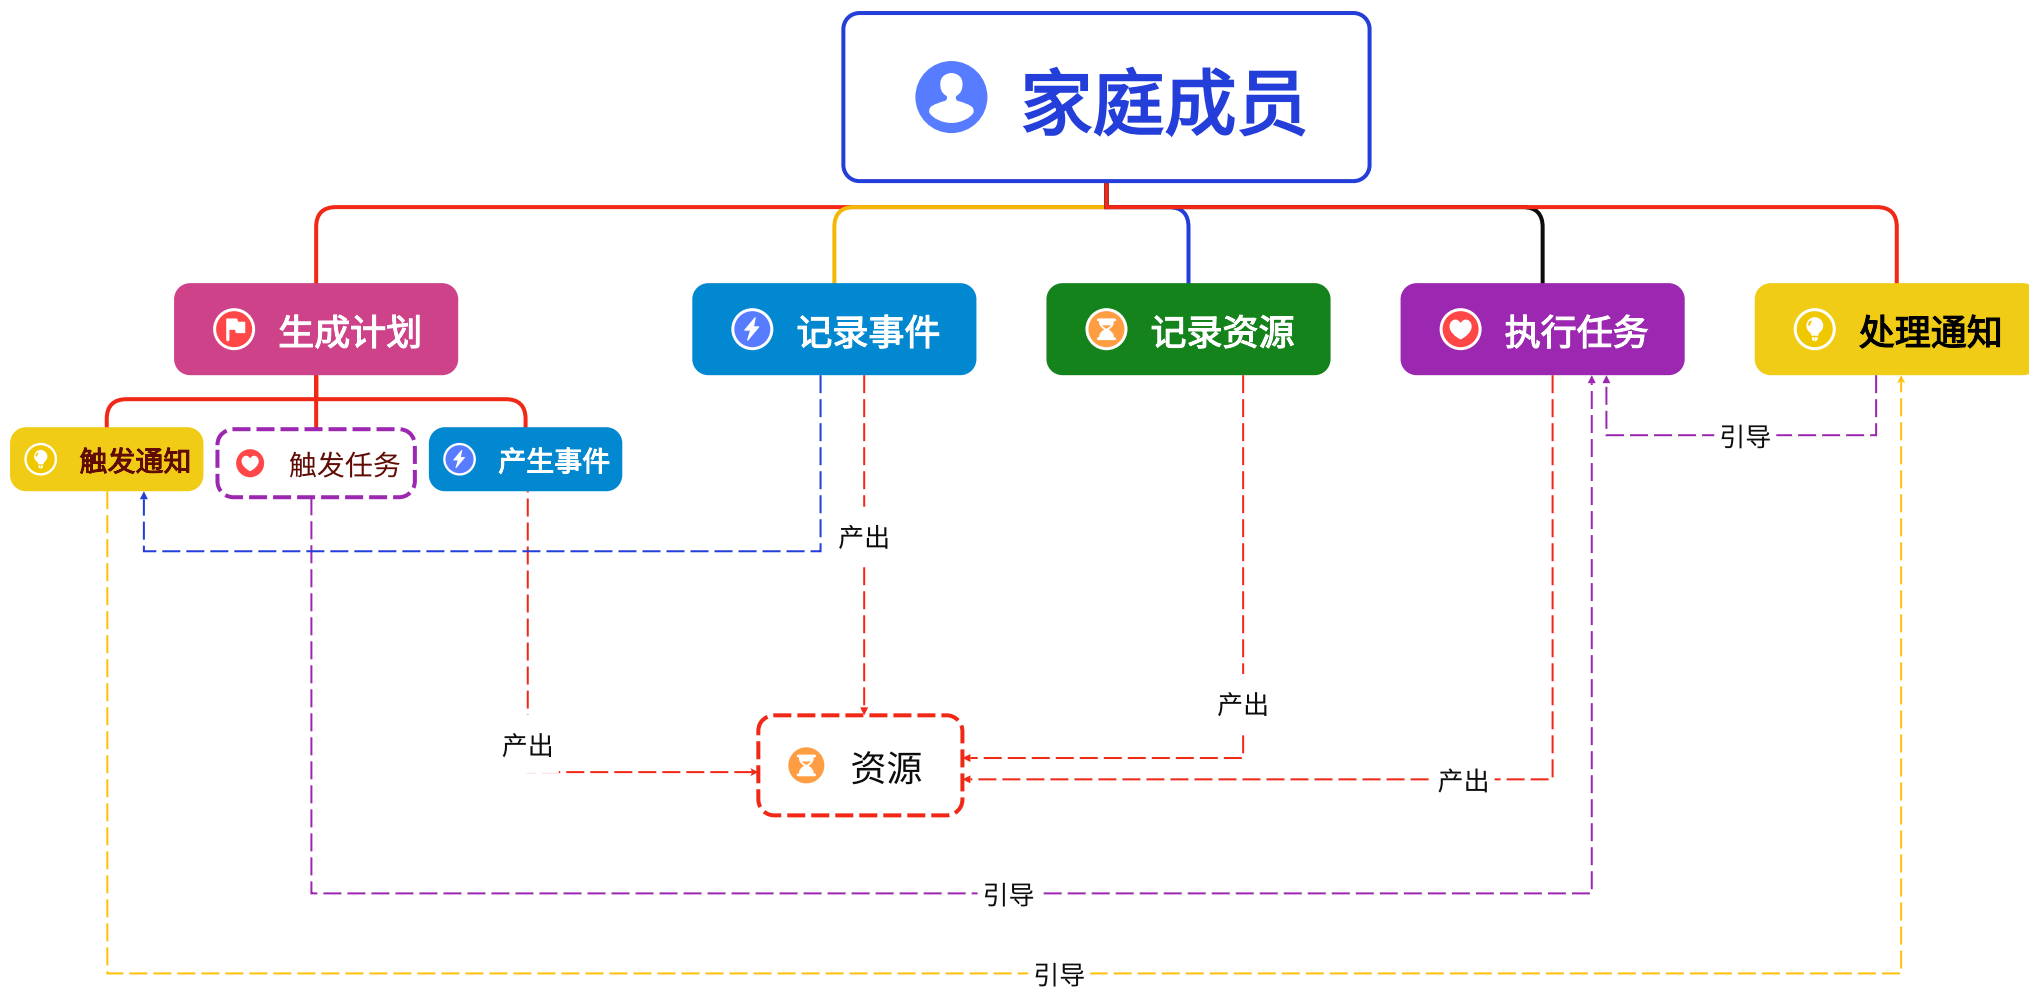 家庭成员
生成计划
记录事件
记录资源
执行任务
处理通知
触发通知
触发任务
产生事件
引导
产出
产出
产出
资源
产出
引导
引导